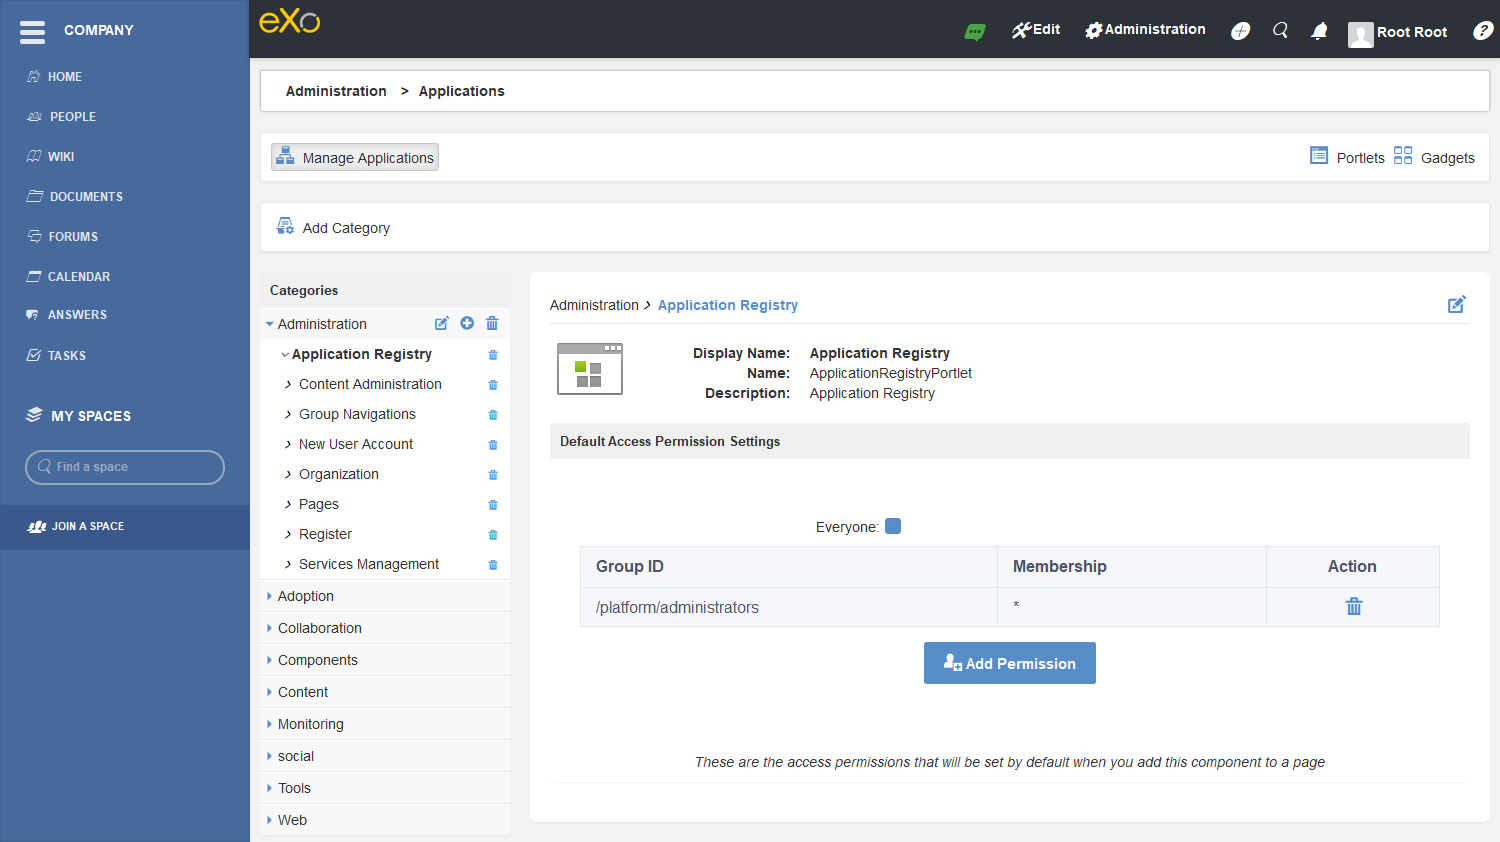 COMPANY
HOME
PEOPLE
WIKI
DOCUMENTS
FORUMS
CALENDAR
ANSWERS
TASKS
MY SPACES
Find a space
JOIN A SPACE
eXo
Edit
Administration
Root Root
?
Administration > Applications
Manage Applications
Portlets
Gadgets
Add Category
Categories
Administration
Application Registry
Content Administration
Group Navigations
New User Account
Organization
Pages
Register
Services Management
Adoption
Collaboration
Components
Content
Monitoring
social
Tools
Web
Administration > Application Registry
Display Name: Application Registry
Name: ApplicationRegistryPortlet
Description: Application Registry
Default Access Permission Settings
Everyone:
Group ID Membership Action
/platform/administrators *
Add Permission
These are the access permissions that will be set by default when you add this component to a page